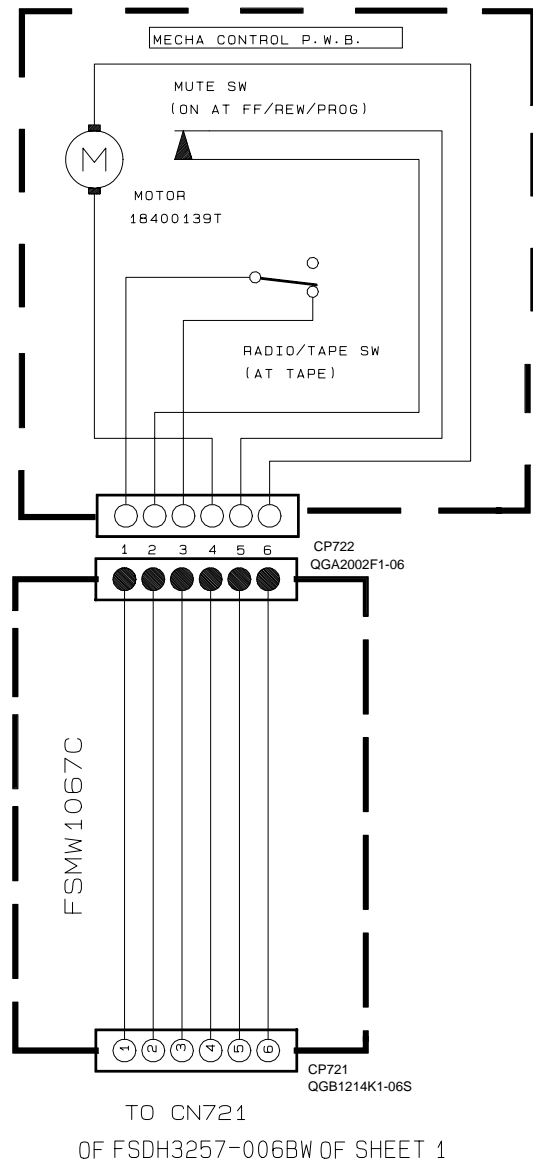 MECHA CONTROL P.W.B.
MUTE SW
(ON AT FF/REW/PROG)
M
MOTOR
18400139T
RADIO/TAPE SW
(AT TAPE)
1 2 3 4 5 6
CP722
QGA2002F1-06
FSMW1067C
1 2 3 4 5 6
CP721
QGB1214K1-06S
TO CN721
OF FSDH3257-006BW OF SHEET 1